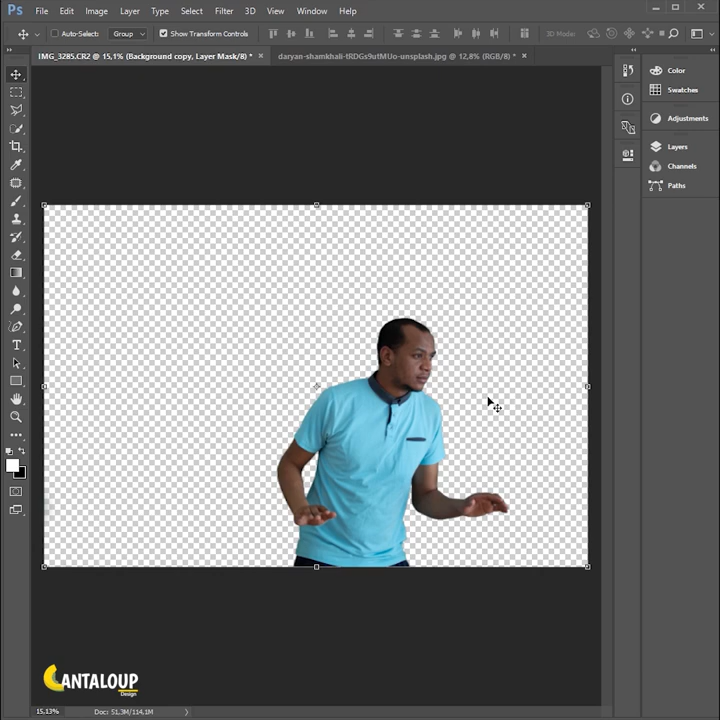 Ps File Edit Image Layer Type Select Filter 3D View Window Help
Auto-Select: Group Show Transform Controls 3D Mode:
IMG_3285.CR2 @ 15,1% (Background copy, Layer Mask/8) * × daryan-shamkhali-tRDGs9utMUo-unsplash.jpg @ 12,8% (RGB/8) * ×
Color
Swatches
Adjustments
Layers
Channels
Paths
T
CANTALOUP
Design
15,13% Doc: 51,3M/114,1M